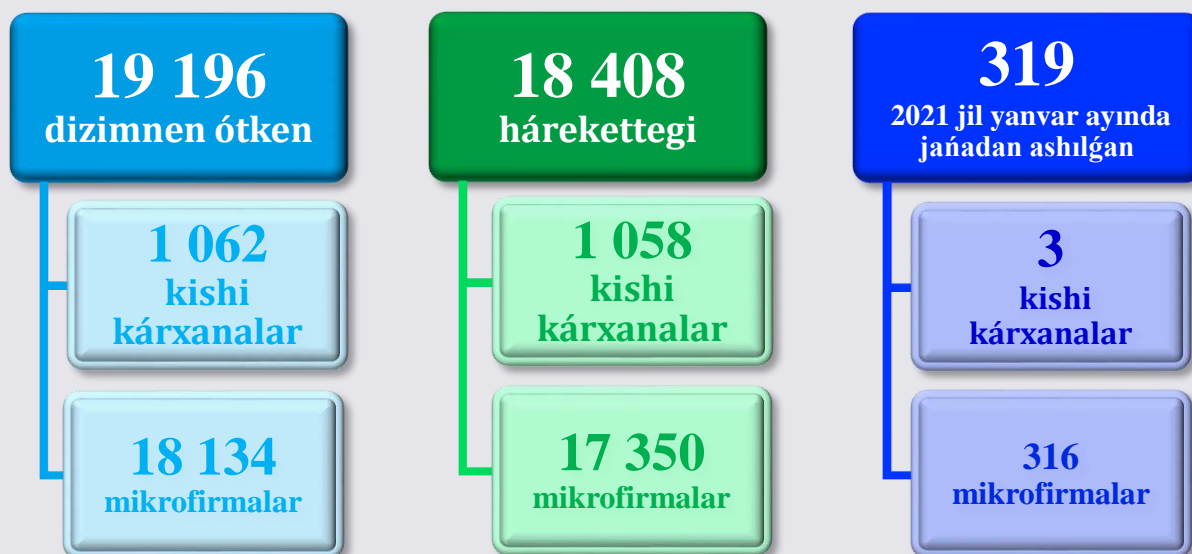 19 196
dizimnen ótken
1 062
kishi
kárxanalar
18 134
mikrofirmalar
18 408
hárekettegi
1 058
kishi
kárxanalar
17 350
mikrofirmalar
319
2021 jil yanvar ayında
jańadan ashılǵan
3
kishi
kárxanalar
316
mikrofirmalar